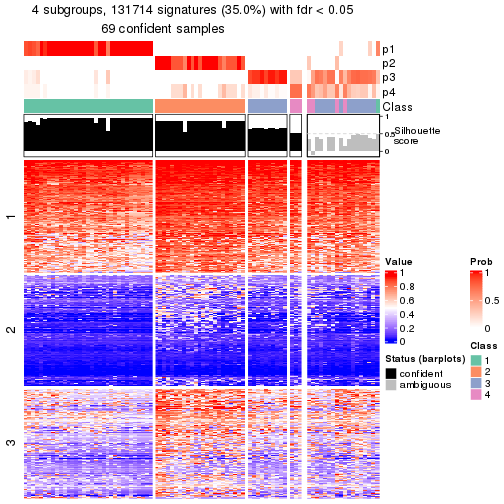 4 subgroups, 131714 signatures (35.0%) with fdr < 0.05
69 confident samples
p1
p2
p3
p4
Class
1
0.5
0
Silhouette
score
1
2
3
Value
1
0.8
0.6
0.4
0.2
0
Status (barplots)
confident
ambiguous
Prob
1
0.5
0
Class
1
2
3
4